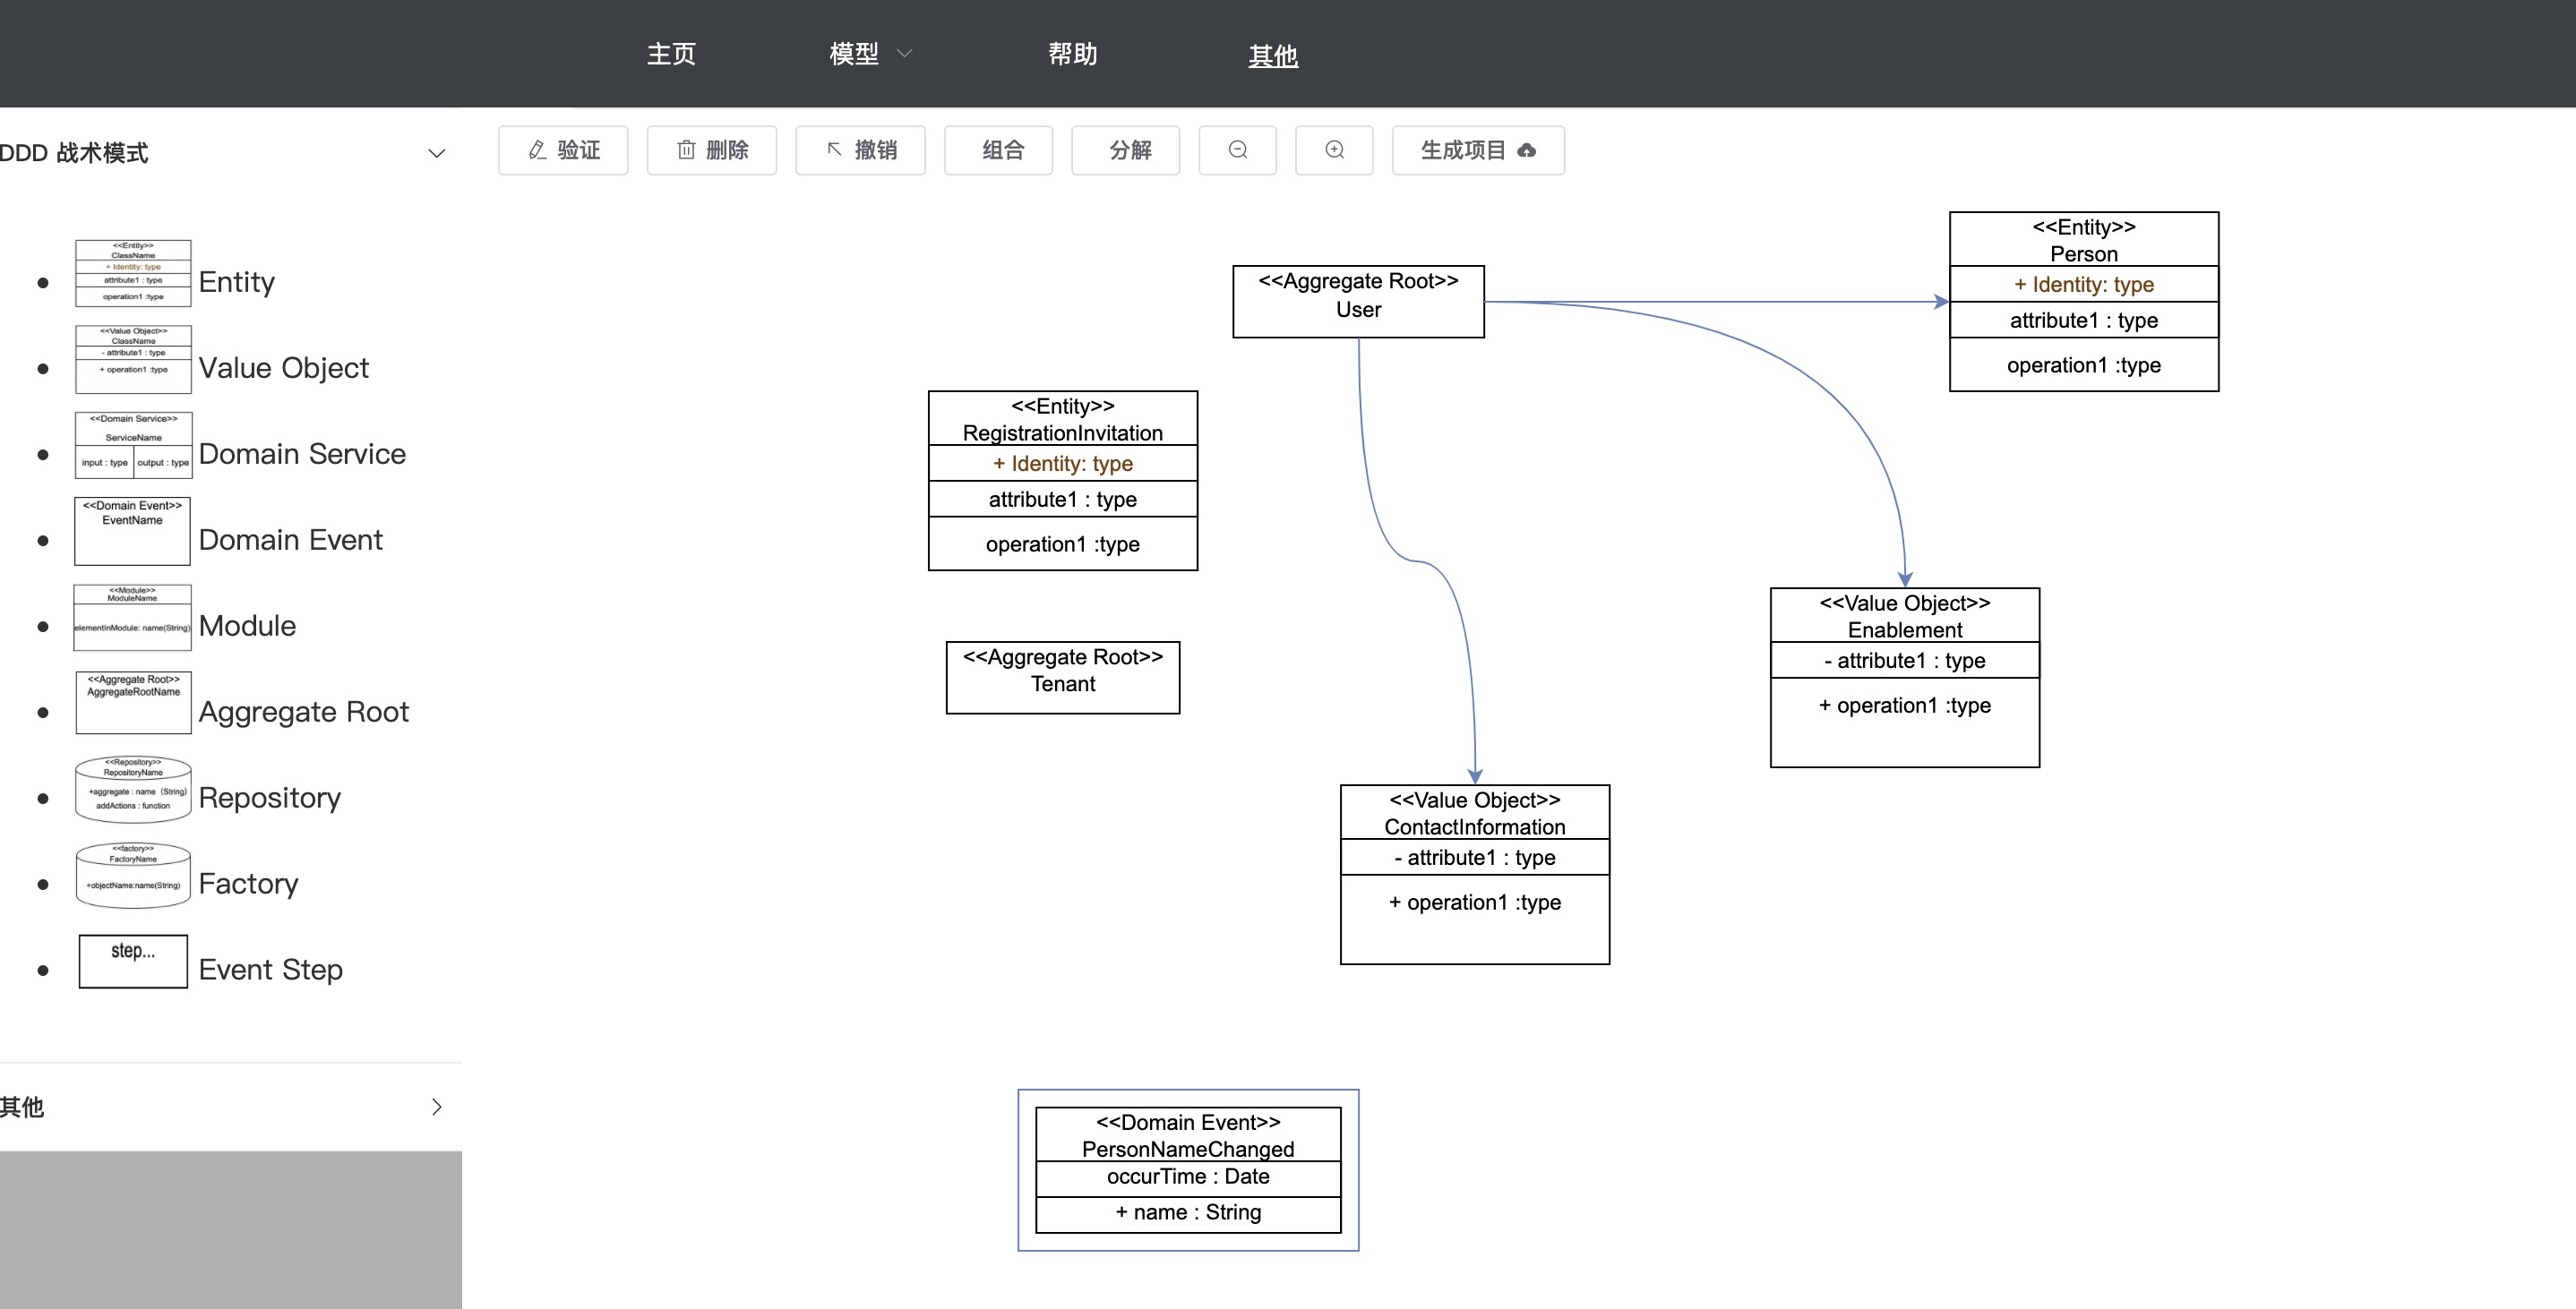 主页
模型
帮助
其他
DDD 战术模式
验证
删除
撤销
组合
分解
生成项目
<<Entity>>
ClassName
+ Identity: type
attribute1 : type
operation1 :type
Entity
<<Value Object>>
ClassName
- attribute1 : type
+ operation1 :type
Value Object
<<Domain Service>>
ServiceName
input : type
output : type
Domain Service
<<Domain Event>>
EventName
Domain Event
<<Module>>
ModuleName
elementInModule: name(String)
Module
<<Aggregate Root>>
AggregateRootName
Aggregate Root
<<Repository>>
RepositoryName
+aggregate : name（String)
addActions : function
Repository
<<factory>>
FactoryName
+objectName:name(String)
Factory
step...
Event Step
其他
<<Aggregate Root>>
User
<<Entity>>
Person
+ Identity: type
attribute1 : type
operation1 :type
<<Entity>>
RegistrationInvitation
+ Identity: type
attribute1 : type
operation1 :type
<<Aggregate Root>>
Tenant
<<Value Object>>
Enablement
- attribute1 : type
+ operation1 :type
<<Value Object>>
ContactInformation
- attribute1 : type
+ operation1 :type
<<Domain Event>>
PersonNameChanged
occurTime : Date
+ name : String